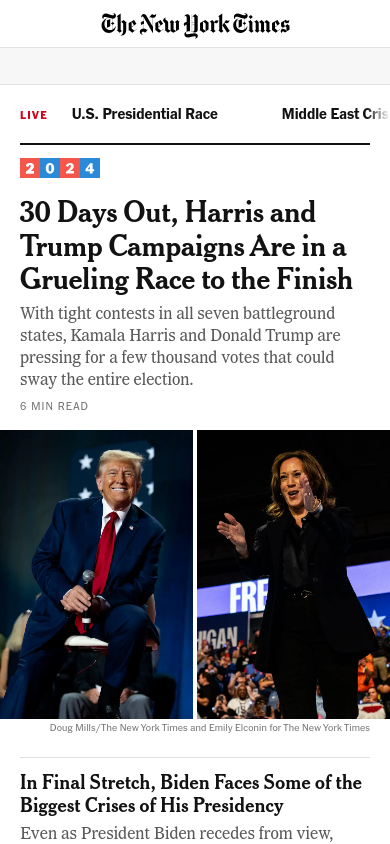 The New York Times
LIVE U.S. Presidential Race Middle East Cris
2024
30 Days Out, Harris and
Trump Campaigns Are in a
Grueling Race to the Finish
With tight contests in all seven battleground
states, Kamala Harris and Donald Trump are
pressing for a few thousand votes that could
sway the entire election.
6 MIN READ
FRE
IGAN
Doug Mills/The New York Times and Emily Elconin for The New York Times
In Final Stretch, Biden Faces Some of the
Biggest Crises of His Presidency
Even as President Biden recedes from view,